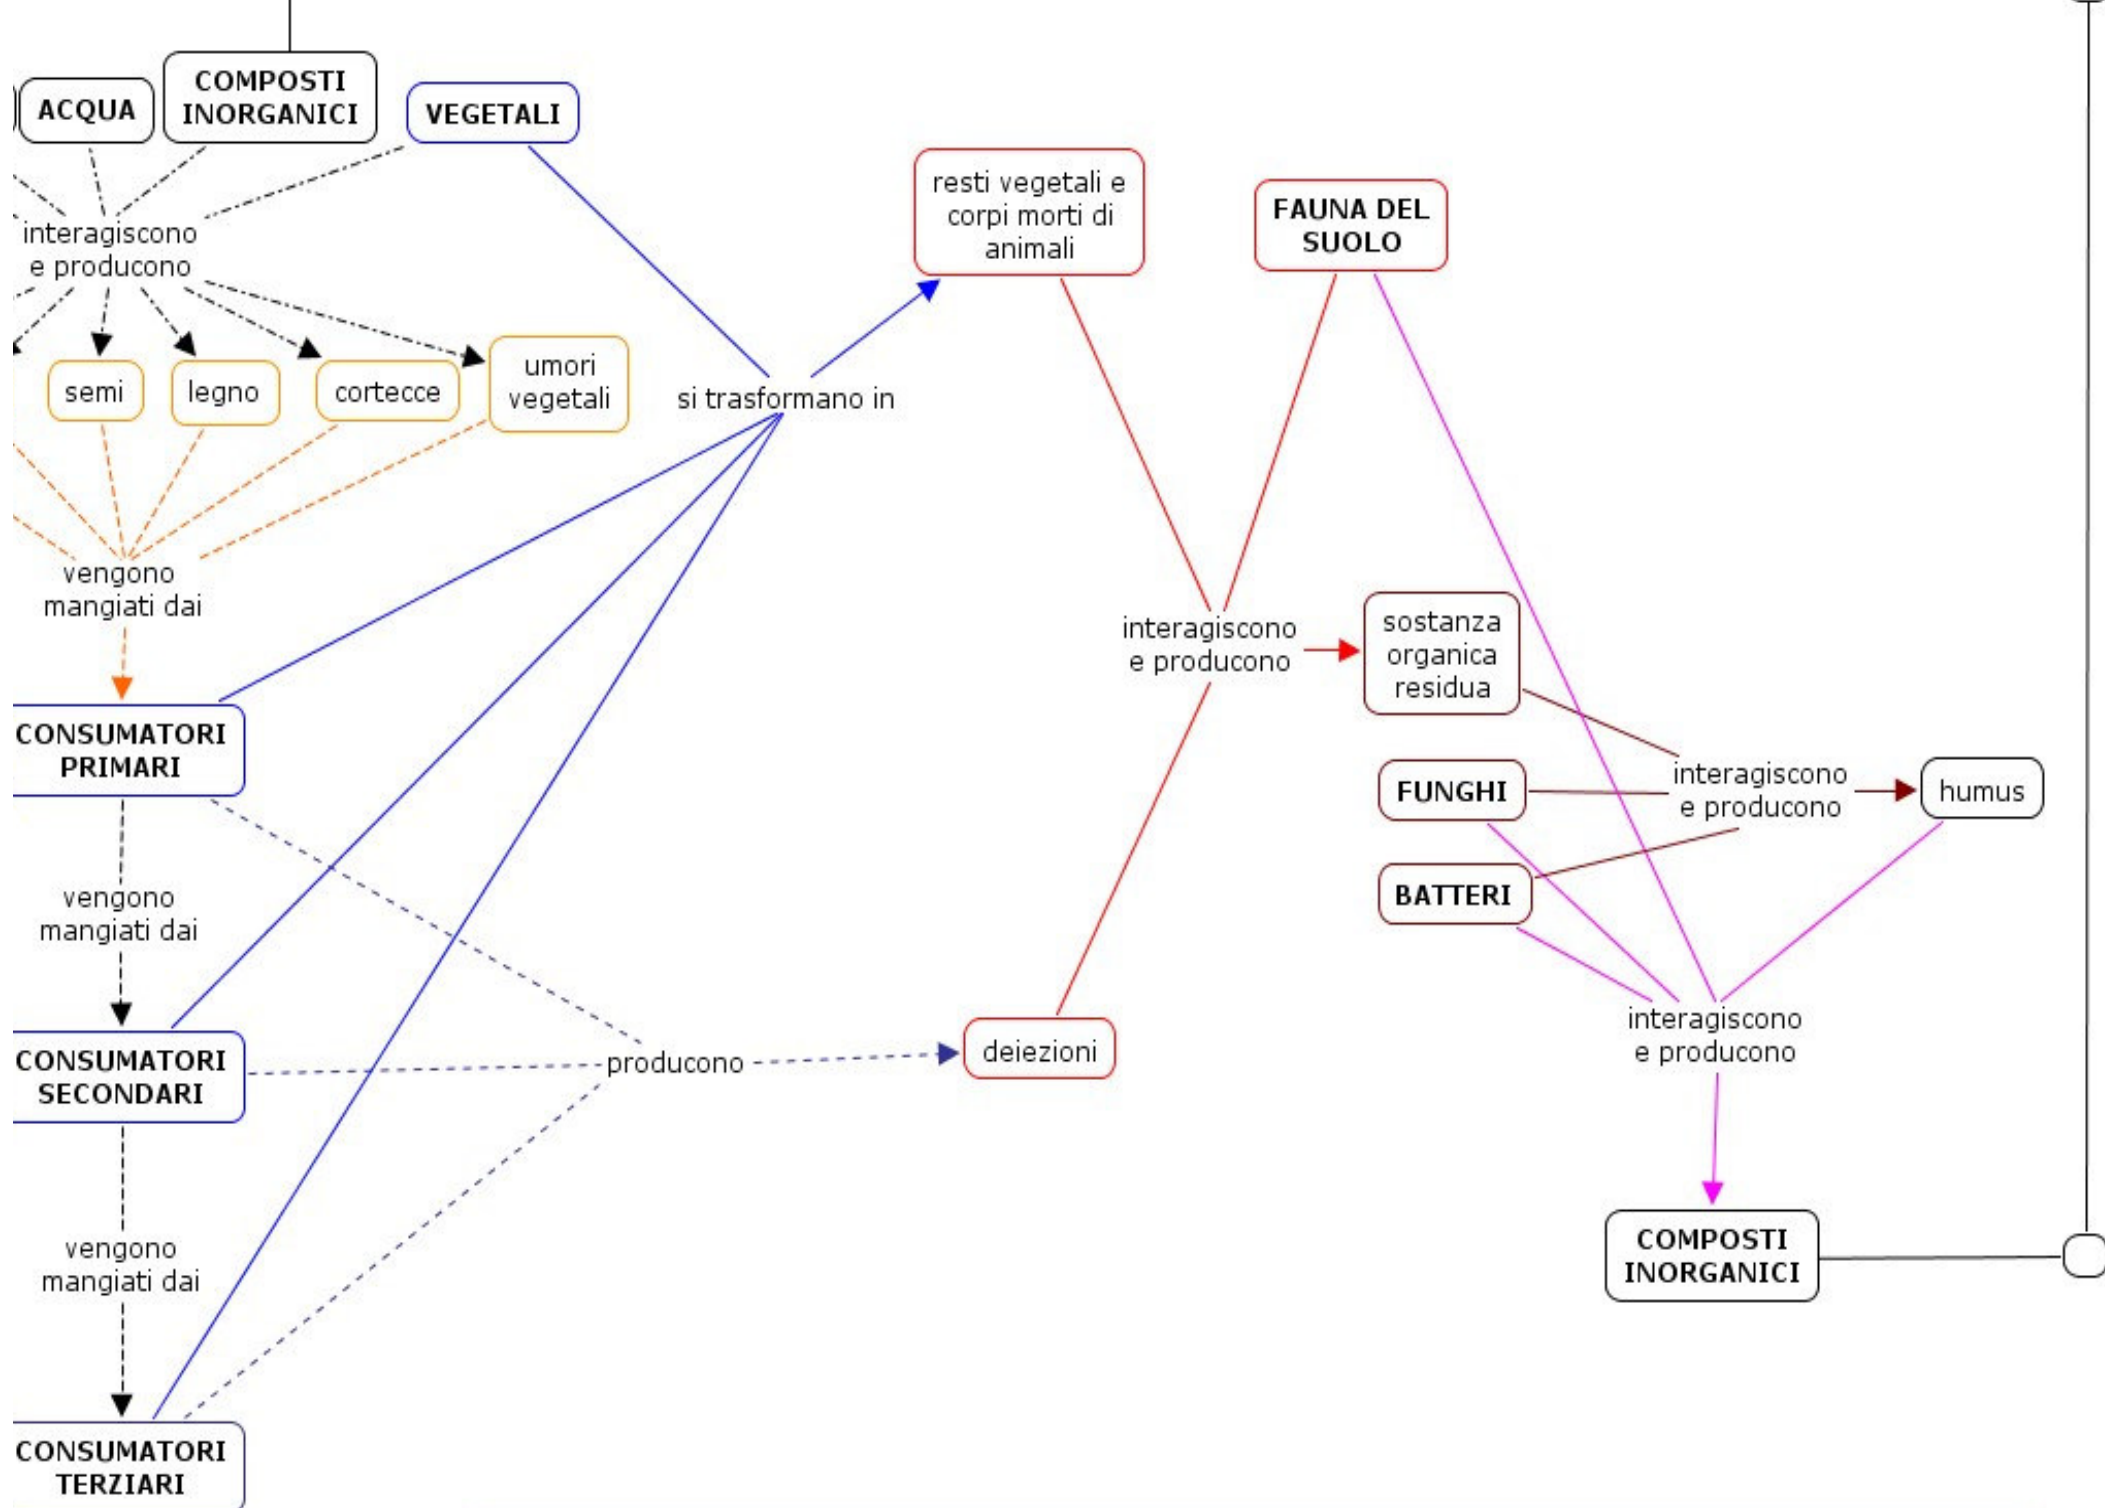 ACQUA
COMPOSTI
INORGANICI
VEGETALI
interagiscono
e producono
resti vegetali e
corpi morti di
animali
FAUNA DEL
SUOLO
semi
legno
cortecce
umori
vegetali
si trasformano in
vengono
mangiati dai
interagiscono
e producono
sostanza
organica
residua
CONSUMATORI
PRIMARI
FUNGHI
interagiscono
e producono
humus
BATTERI
vengono
mangiati dai
CONSUMATORI
SECONDARI
producono
deiezioni
interagiscono
e producono
vengono
mangiati dai
COMPOSTI
INORGANICI
CONSUMATORI
TERZIARI